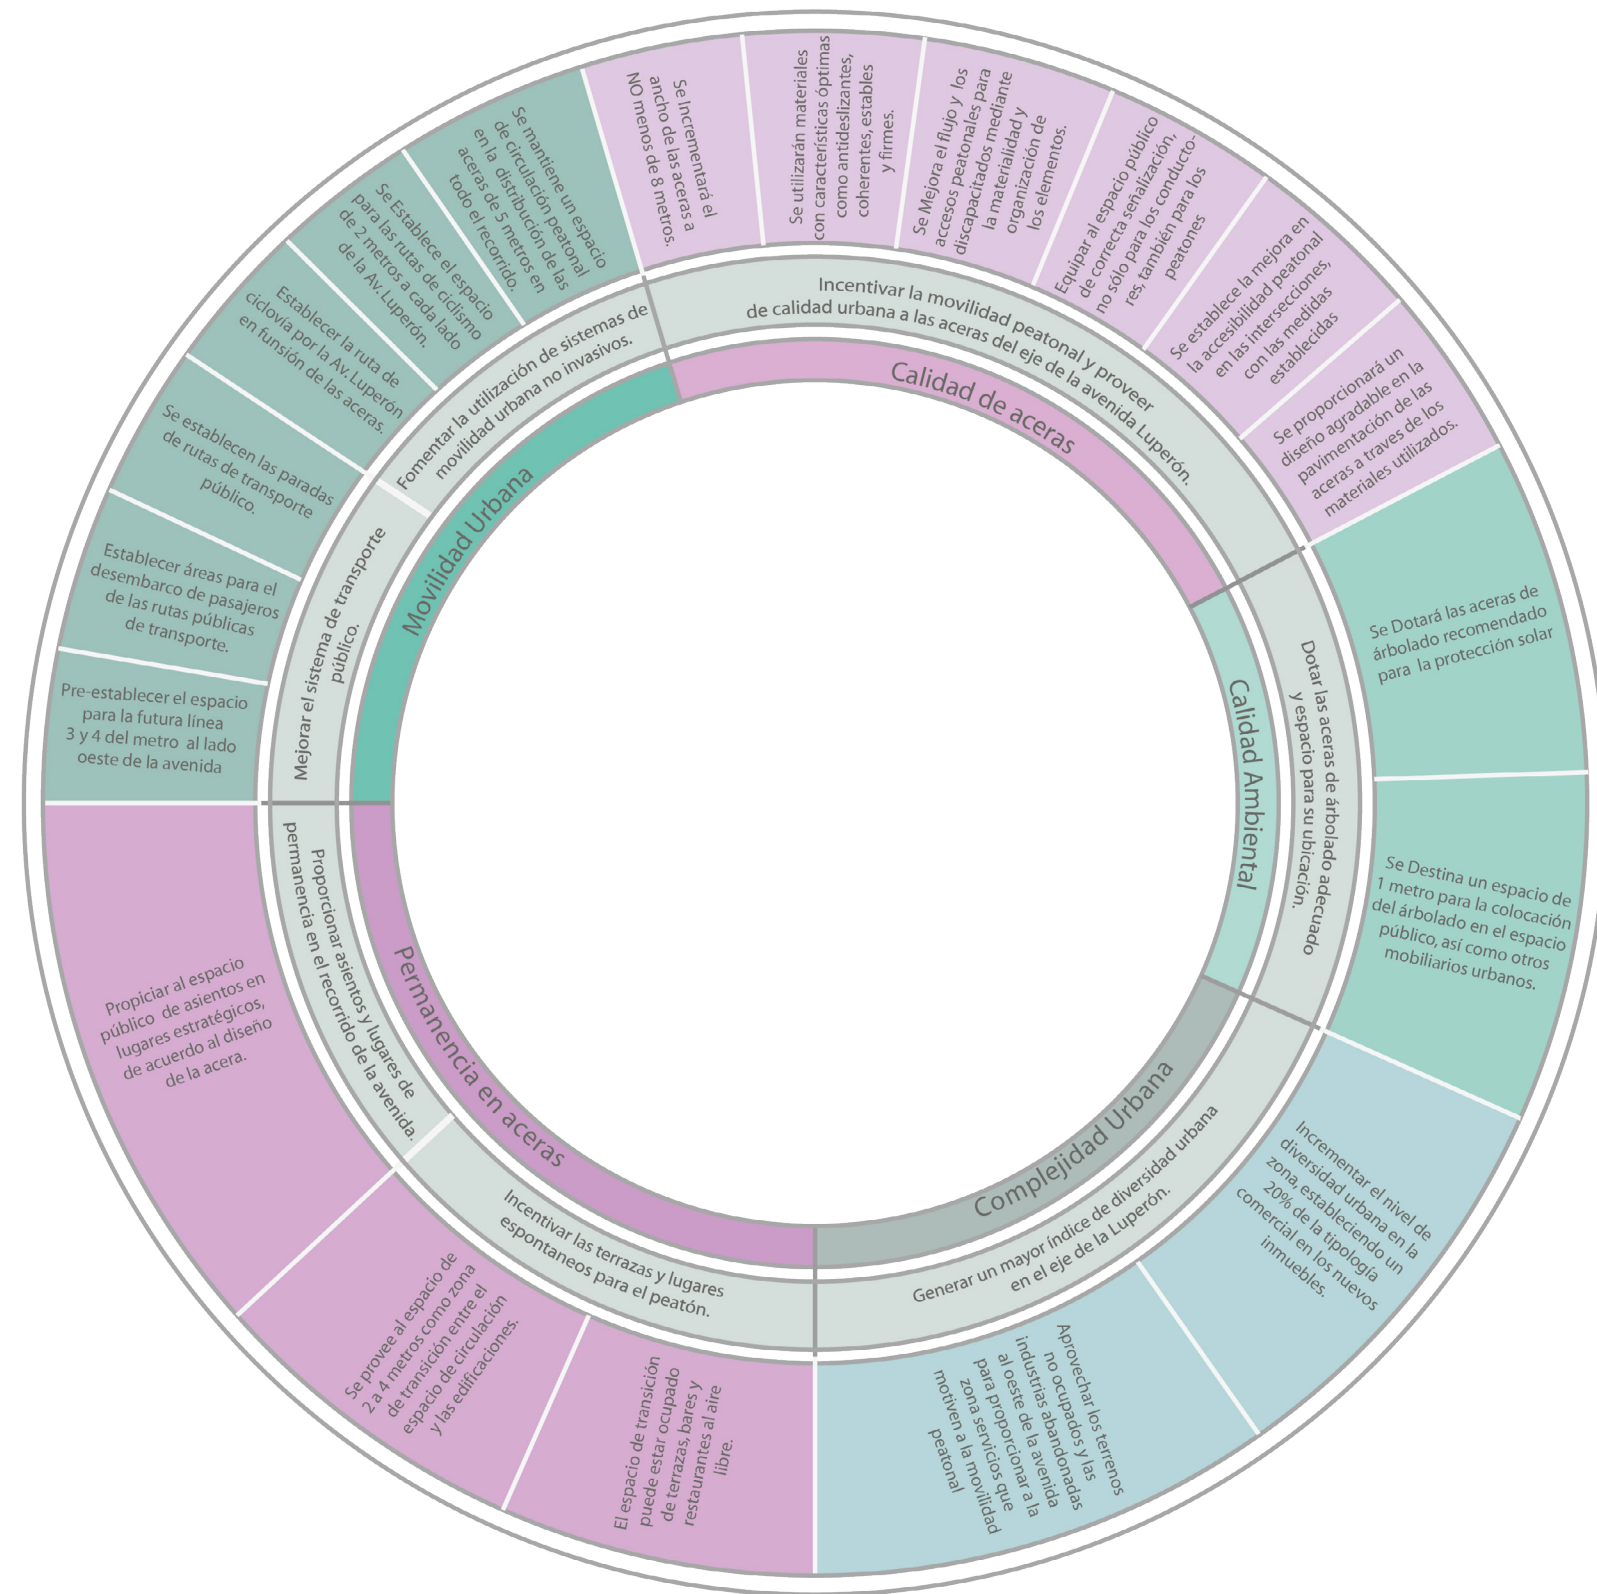 Calidad de aceras
Incentivar la movilidad peatonal y proveer
de calidad urbana a las aceras del eje de la avenida Luperón.
Se Incrementará el
ancho de las aceras a
NO menos de 8 metros.
Se utilizarán materiales
con características óptimas
como antideslizantes,
coherentes, estables
y firmes.
Se Mejora el flujo y los
accesos peatonales para
discapacitados mediante
la materialidad y
organización de
los elementos.
Equipar al espacio público
de correcta señalización,
no sólo para los conducto-
res, también para los
peatones
Se establece la mejora en
la accesibilidad peatonal
en las intersecciones,
con las medidas
establecidas
Se proporcionará un
diseño agradable en la
pavimentación de las
aceras a traves de los
materiales utilizados.
Calidad Ambiental
Dotar las aceras de árbolado adecuado
y espacio para su ubicación.
Se Dotará las aceras de
árbolado recomendado
para la protección solar
Se Destina un espacio de
1 metro para la colocación
del árbolado en el espacio
público, así como otros
mobiliarios urbanos.
Complejidad Urbana
Generar un mayor índice de diversidad urbana
en el eje de la Luperón.
Incrementar el nivel de
diversidad urbana en la
zona, estableciendo un
20% de la tipología
comercial en los nuevos
inmuebles.
Aprovechar los terrenos
no ocupados y las
industrias abandonadas
al oeste de la avenida
para proporcionar a la
zona servicios que
motiven a la movilidad
peatonal
Permanencia en aceras
Incentivar las terrazas y lugares
espontaneos para el peatón.
El espacio de transición
puede estar ocupado
de terrazas, bares y
restaurantes al aire
libre.
Se provee al espacio de
2 a 4 metros como zona
de transición entre el
espacio de circulación
y las edificaciones.
Proporcionar asientos y lugares de
permanencia en el recorrido de la avenida.
Propiciar al espacio
público de asientos en
lugares estratégicos,
de acuerdo al diseño
de la acera.
Movilidad Urbana
Mejorar el sistema de transporte
público.
Pre-establecer el espacio
para la futura línea
3 y 4 del metro al lado
oeste de la avenida
Establecer áreas para el
desembarco de pasajeros
de las rutas públicas
de transporte.
Se establecen las paradas
de rutas de transporte
público.
Fomentar la utilización de sistemas de
movilidad urbana no invasivos.
Establecer la ruta de
ciclovía por la Av. Luperón
en funsión de las aceras.
Se Establece el espacio
para las rutas de ciclismo
de 2 metros a cada lado
de la Av. Luperón.
Se mantiene un espacio
de circulación peatonal
en la distribución de las
aceras de 5 metros en
todo el recorrido.